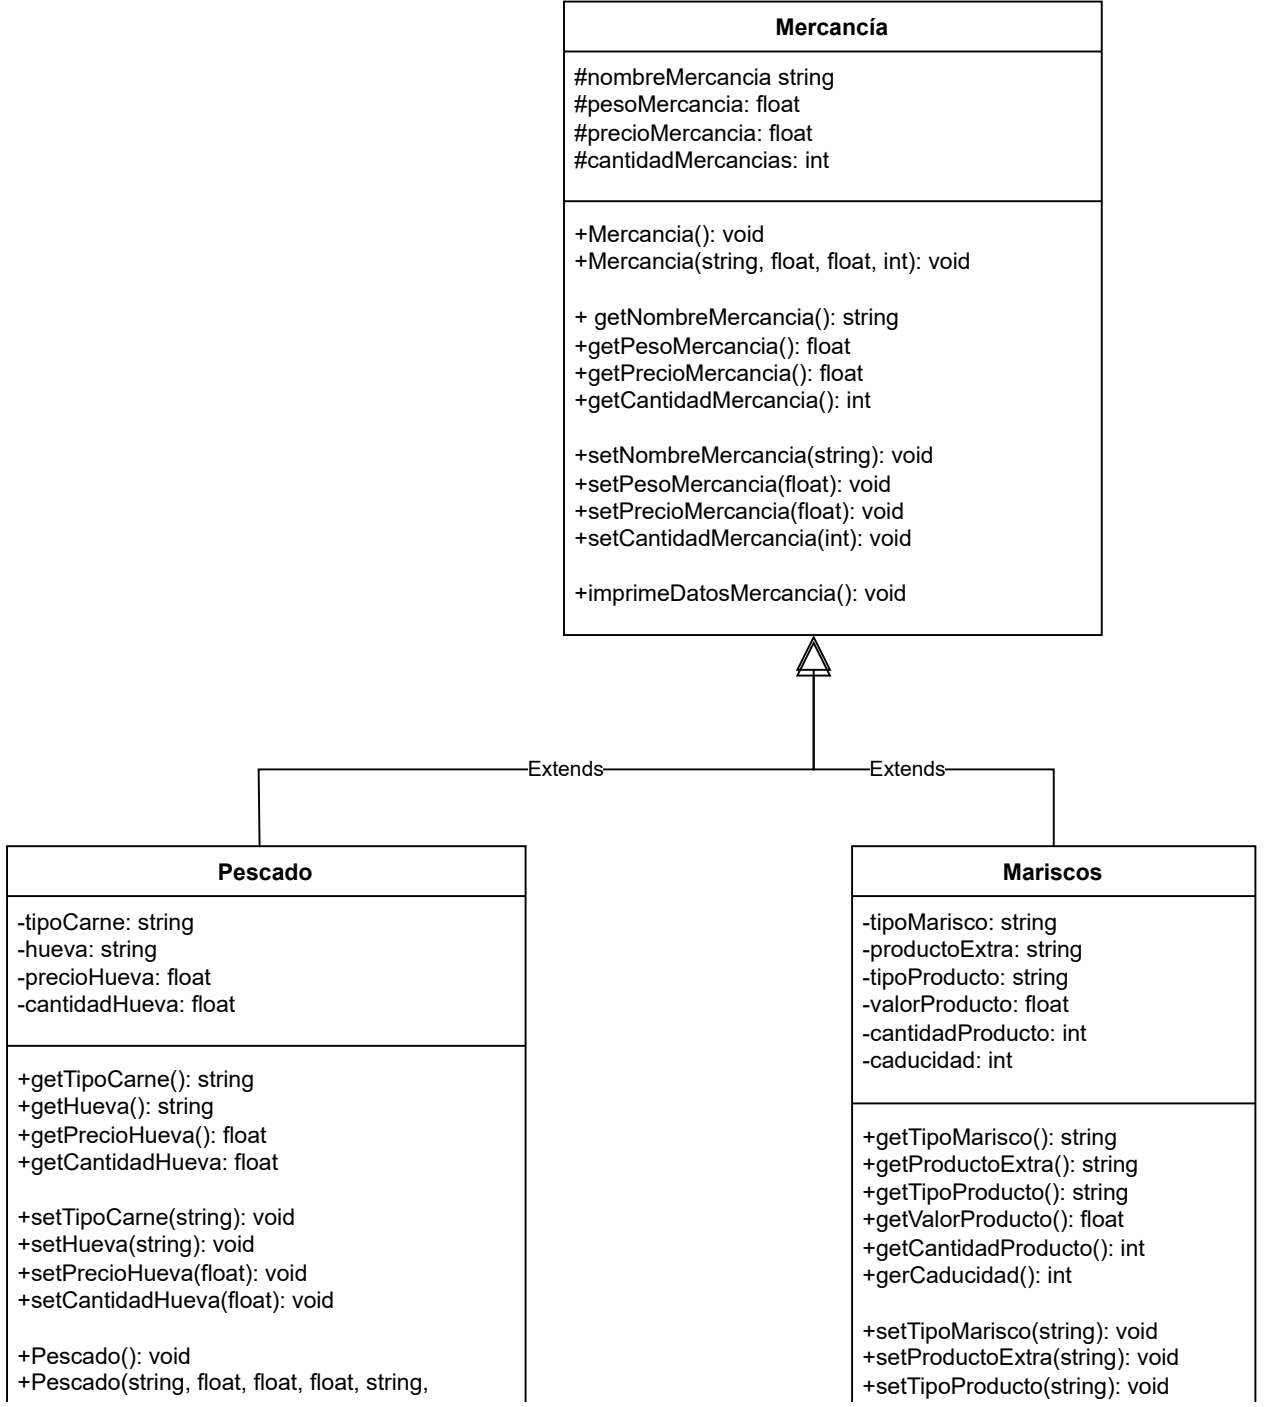 Mercancía
#nombreMercancia string
#pesoMercancia: float
#precioMercancia: float
#cantidadMercancias: int
+Mercancia(): void
+Mercancia(string, float, float, int): void
+ getNombreMercancia(): string
+getPesoMercancia(): float
+getPrecioMercancia(): float
+getCantidadMercancia(): int
+setNombreMercancia(string): void
+setPesoMercancia(float): void
+setPrecioMercancia(float): void
+setCantidadMercancia(int): void
+imprimeDatosMercancia(): void
Extends
Extends
Pescado
-tipoCarne: string
-hueva: string
-precioHueva: float
-cantidadHueva: float
+getTipoCarne(): string
+getHueva(): string
+getPrecioHueva(): float
+getCantidadHueva: float
+setTipoCarne(string): void
+setHueva(string): void
+setPrecioHueva(float): void
+setCantidadHueva(float): void
+Pescado(): void
+Pescado(string, float, float, float, string,
Mariscos
-tipoMarisco: string
-productoExtra: string
-tipoProducto: string
-valorProducto: float
-cantidadProducto: int
-caducidad: int
+getTipoMarisco(): string
+getProductoExtra(): string
+getTipoProducto(): string
+getValorProducto(): float
+getCantidadProducto(): int
+gerCaducidad(): int
+setTipoMarisco(string): void
+setProductoExtra(string): void
+setTipoProducto(string): void